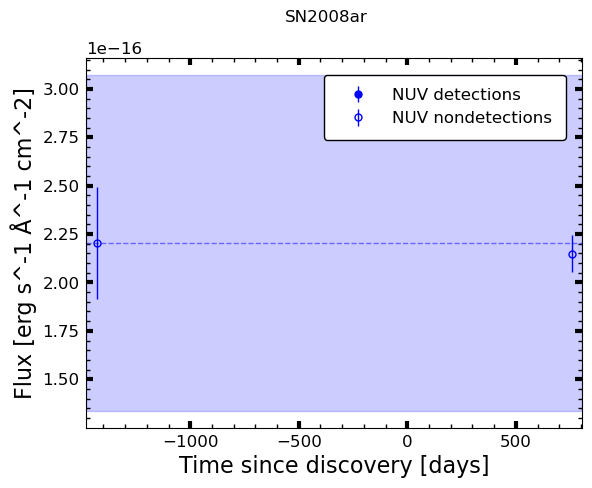 SN2008ar
1e−16
3.00
2.75
2.50
2.25
2.00
1.75
1.50
Flux [erg s^-1 Å^-1 cm^-2]
NUV detections
NUV nondetections
−1000
−500
0
500
Time since discovery [days]